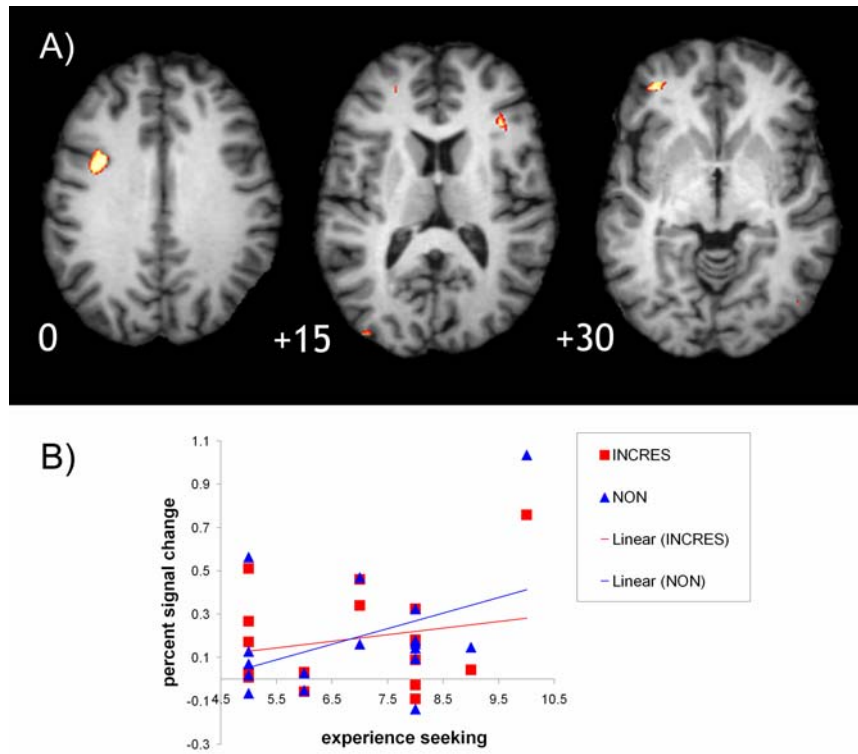 A)
0
+15
+30
B)
1.1
0.9
0.7
0.5
0.3
0.1
-0.1
-0.3
4.5 5.5 6.5 7.5 8.5 9.5 10.5
percent signal change
experience seeking
INCRES
NON
Linear (INCRES)
Linear (NON)